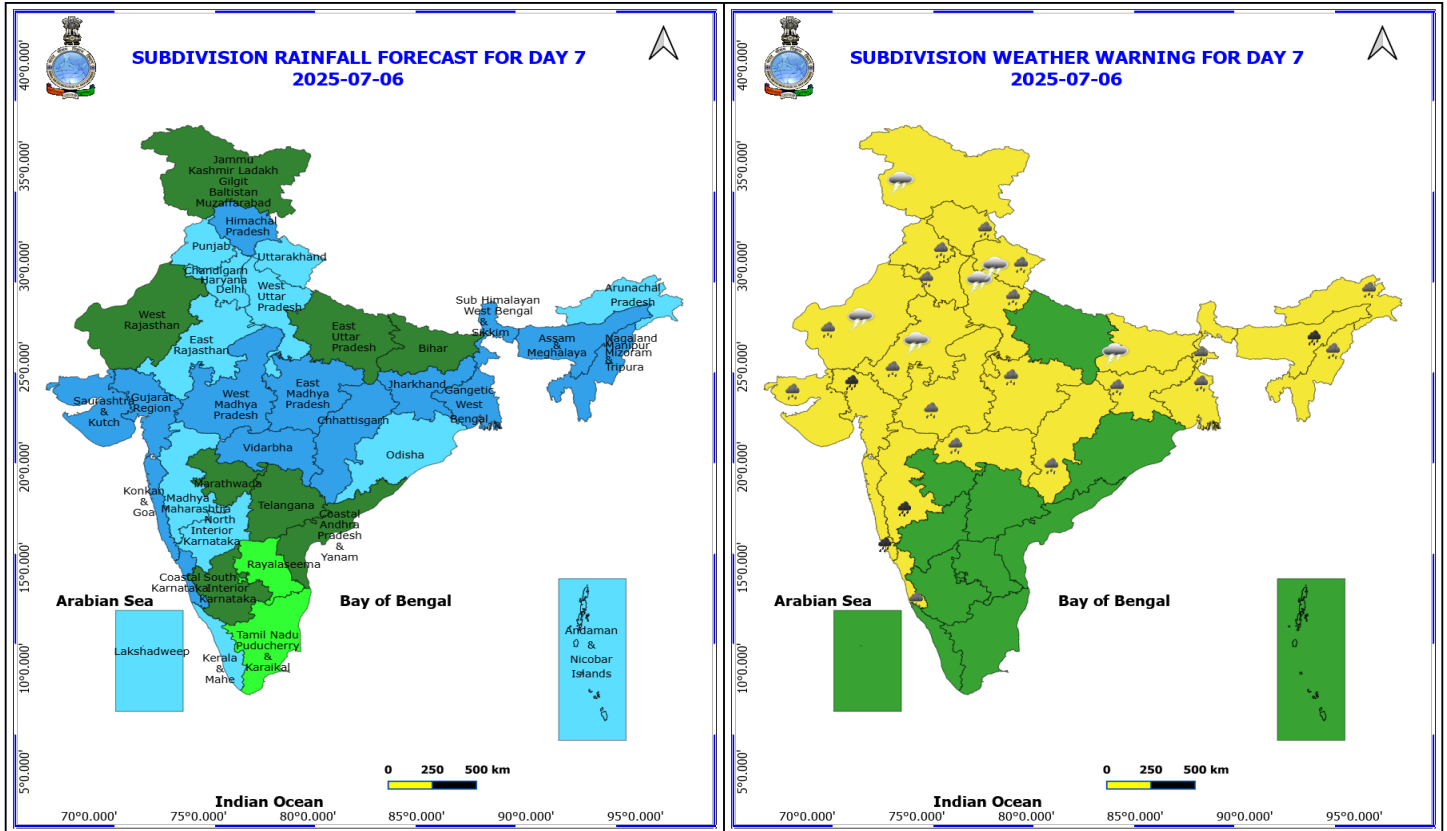 SUBDIVISION RAINFALL FORECAST FOR DAY 7
2025-07-06
40°0.000'
35°0.000'
30°0.000'
25°0.000'
20°0.000'
15°0.000'
10°0.000'
5°0.000'
Jammu
Kashmir Ladakh
Gilgit
Baltistan
Muzaffarabad
Himachal
Pradesh
Punjab
Uttarakhand
Chandigarh
Haryana
Delhi
West
Uttar
Pradesh
West
Rajasthan
East
Rajasthan
East
Uttar
Pradesh
Bihar
Sub Himalayan
West Bengal
&
Sikkim
Arunachal
Pradesh
Assam
&
Meghalaya
Nagaland
Manipur
Mizoram
&
Tripura
Saurashtra
&
Kutch
Gujarat
Region
West
Madhya
Pradesh
East
Madhya
Pradesh
Jharkhand
Gangetic
West
Bengal
Chhattisgarh
Vidarbha
Odisha
Konkan
&
Goa
Madhya
Maharashtra
Marathwada
Telangana
North
Interior
Karnataka
Coastal
Andhra
Pradesh
&
Yanam
Rayalaseema
Coastal
Karnataka
South
Interior
Karnataka
Tamil Nadu
Puducherry
&
Karaikal
Kerala
&
Mahe
Lakshadweep
Andaman
&
Nicobar
Islands
Arabian Sea
Bay of Bengal
Indian Ocean
0 250 500 km
70°0.000' 75°0.000' 80°0.000' 85°0.000' 90°0.000' 95°0.000'
SUBDIVISION WEATHER WARNING FOR DAY 7
2025-07-06
40°0.000'
35°0.000'
30°0.000'
25°0.000'
20°0.000'
15°0.000'
10°0.000'
5°0.000'
Arabian Sea
Bay of Bengal
Indian Ocean
0 250 500 km
70°0.000' 75°0.000' 80°0.000' 85°0.000' 90°0.000' 95°0.000'